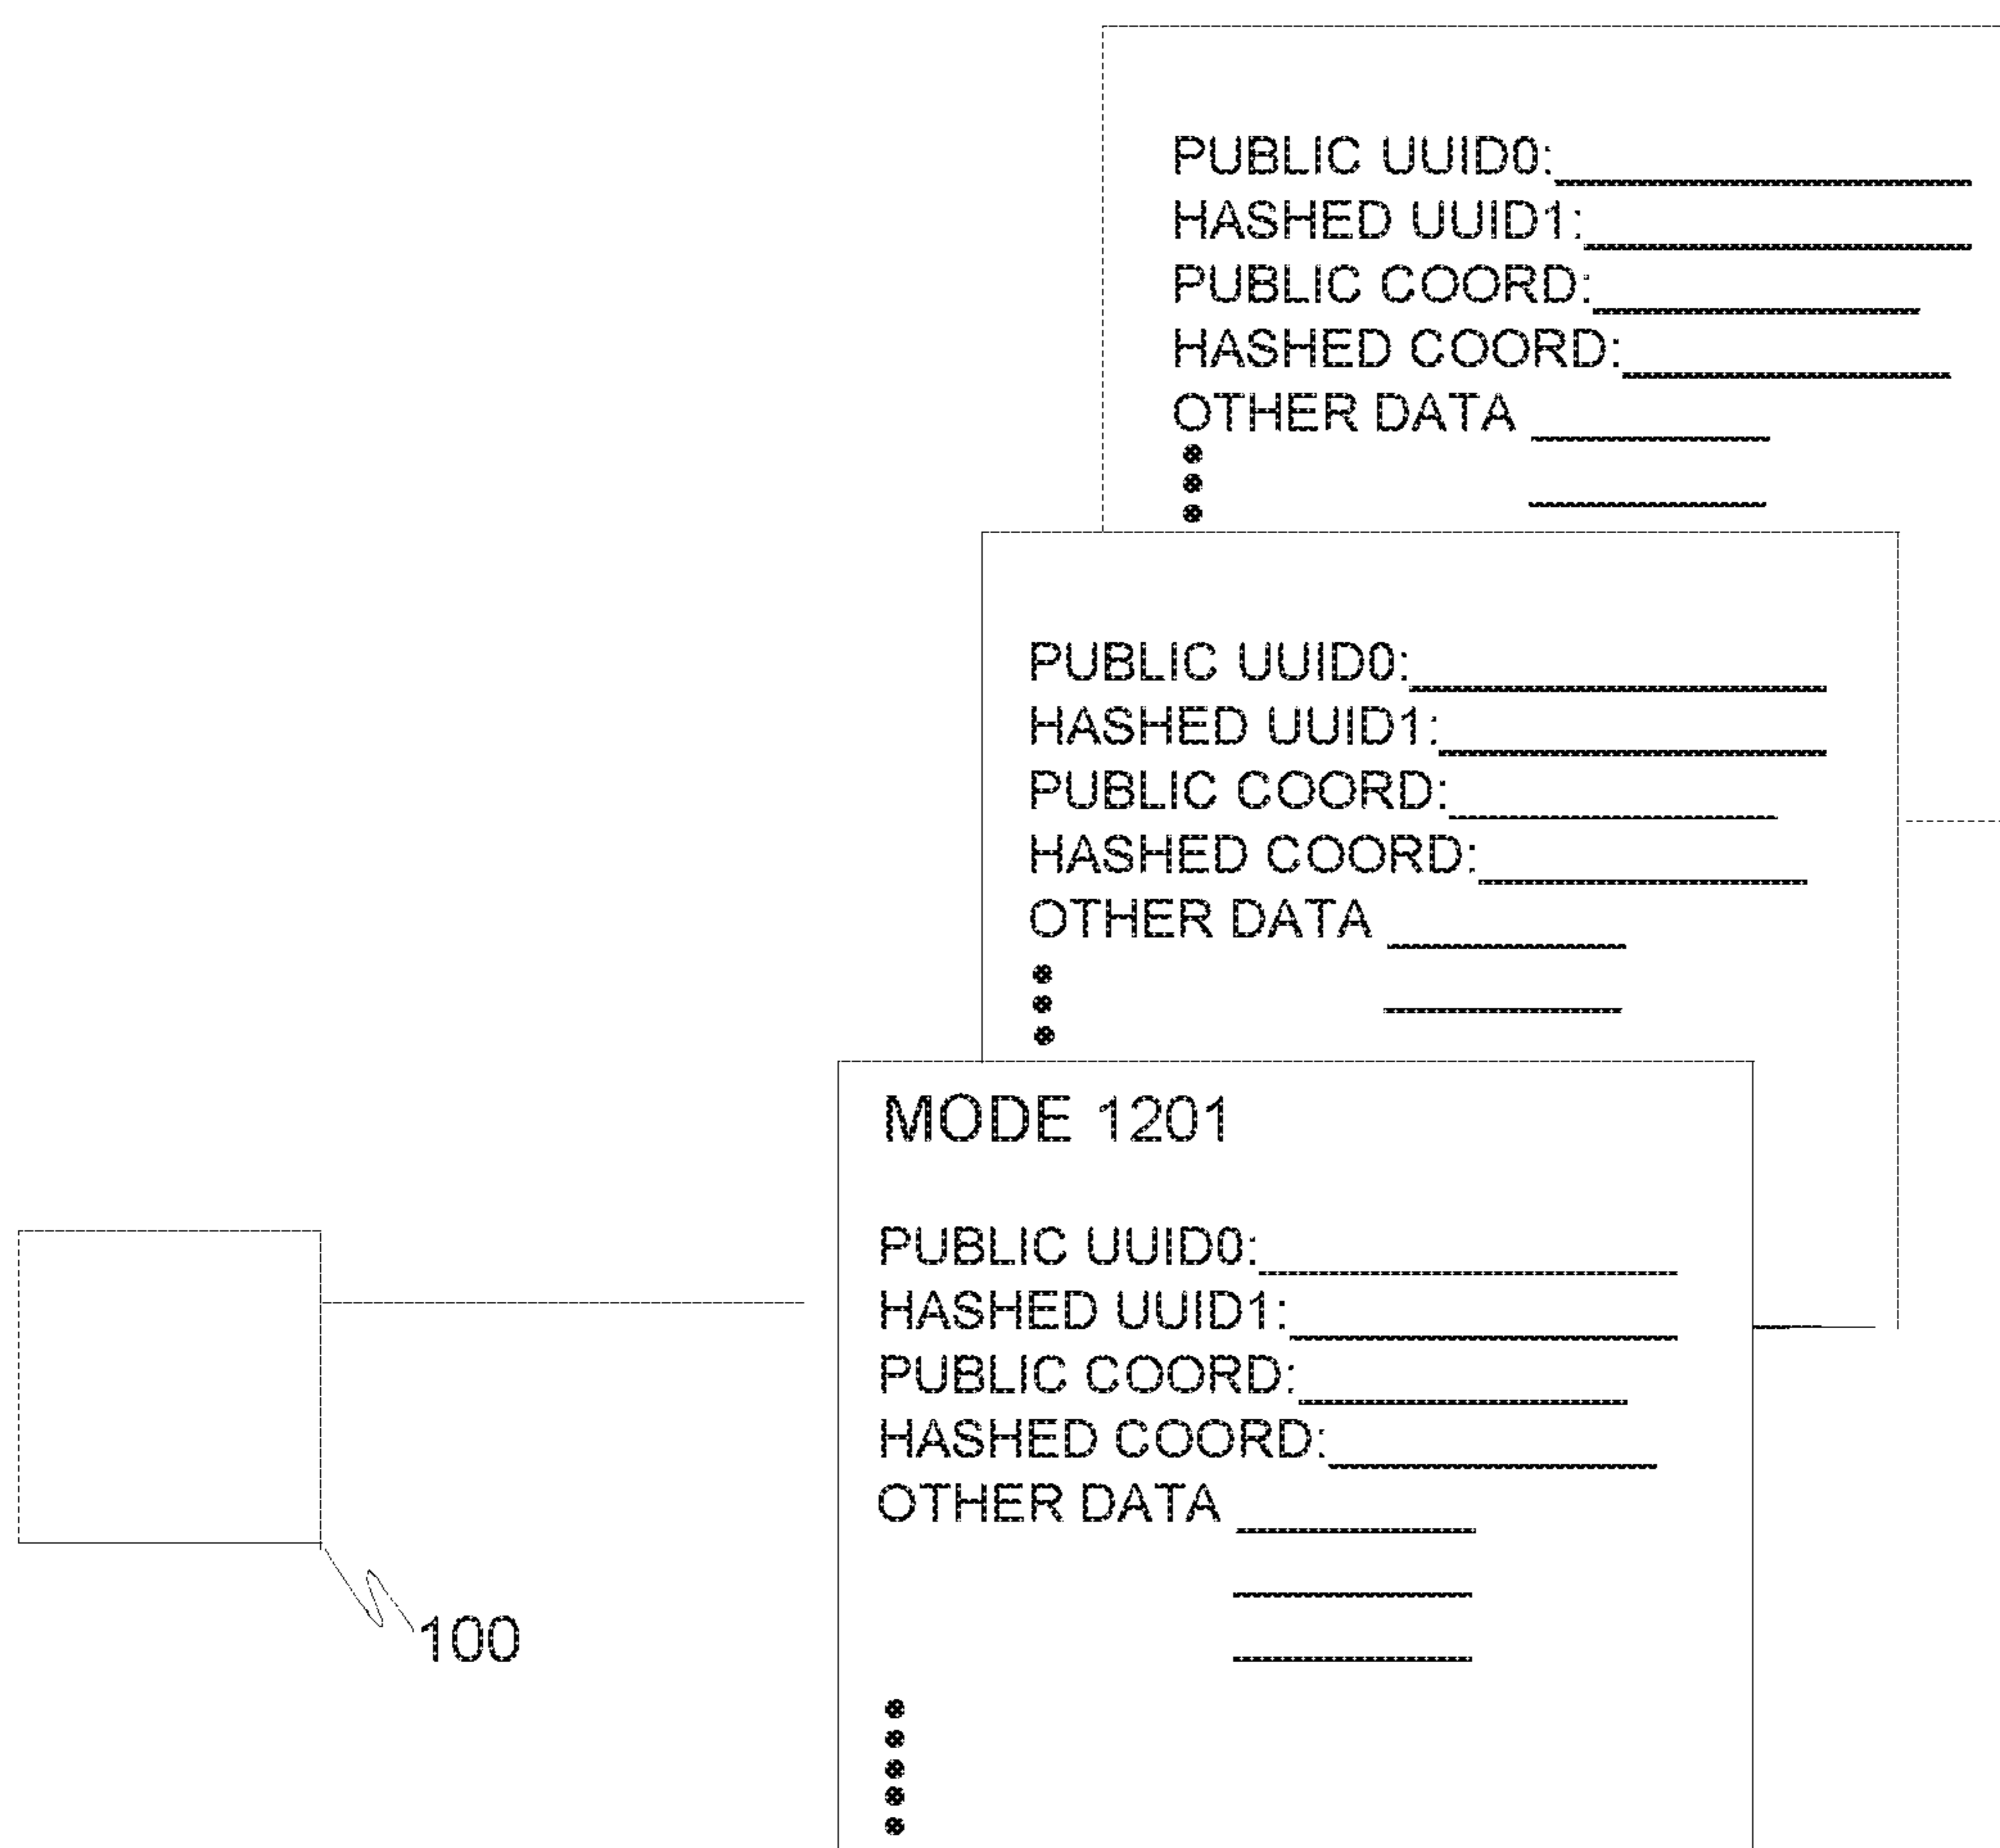 PUBLIC UUID0:
HASHED UUID1:
PUBLIC COORD:
HASHED COORD:
OTHER DATA
PUBLIC UUID0:
HASHED UUID1:
PUBLIC COORD:
HASHED COORD:
OTHER DATA
MODE 1201
PUBLIC UUID0:
HASHED UUID1:
PUBLIC COORD:
HASHED COORD:
OTHER DATA
100